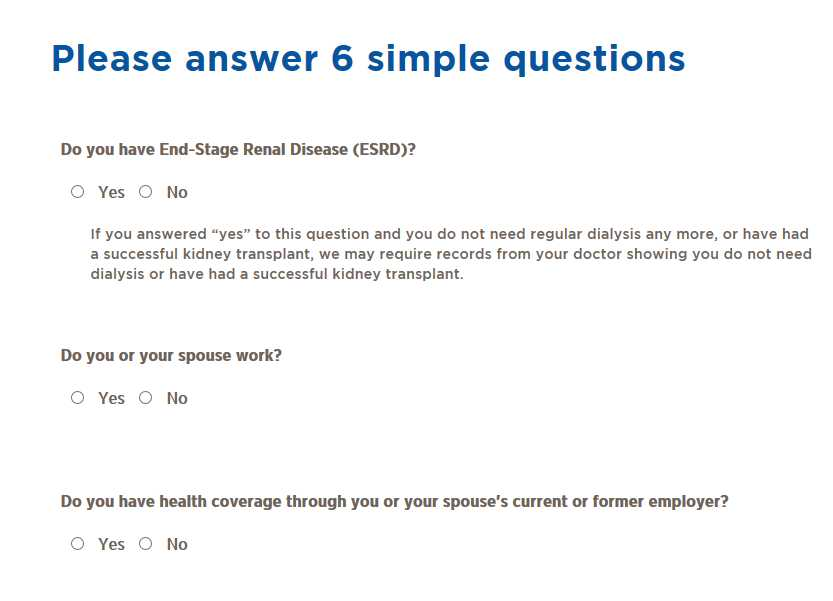 Please answer 6 simple questions
Do you have End-Stage Renal Disease (ESRD)?
Yes No
If you answered “yes” to this question and you do not need regular dialysis any more, or have had
a successful kidney transplant, we may require records from your doctor showing you do not need
dialysis or have had a successful kidney transplant.
Do you or your spouse work?
Yes No
Do you have health coverage through you or your spouse's current or former employer?
Yes No